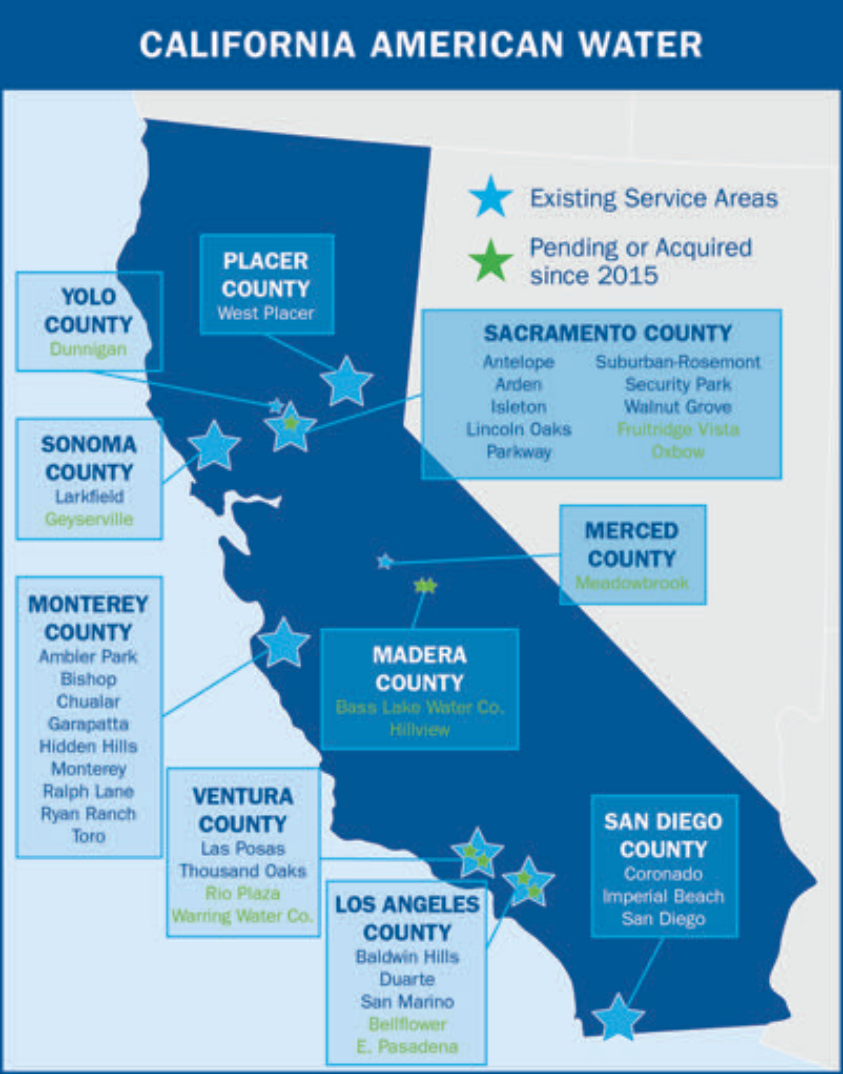 CALIFORNIA AMERICAN WATER
Existing Service Areas
Pending or Acquired
since 2015
PLACER
COUNTY
West Placer
YOLO
COUNTY
Dunnigan
SACRAMENTO COUNTY
Antelope
Arden
Isleton
Lincoln Oaks
Parkway
Suburban-Rosemont
Security Park
Walnut Grove
Fruitridge Vista
Oxbow
SONOMA
COUNTY
Larkfield
Geyserville
MERCED
COUNTY
Meadowbrook
MONTEREY
COUNTY
Ambler Park
Bishop
Chualar
Garapatta
Hidden Hills
Monterey
Ralph Lane
Ryan Ranch
Toro
MADERA
COUNTY
Bass Lake Water Co.
Hillview
VENTURA
COUNTY
Las Posas
Thousand Oaks
Rio Plaza
Warring Water Co.
SAN DIEGO
COUNTY
Coronado
Imperial Beach
San Diego
LOS ANGELES
COUNTY
Baldwin Hills
Duarte
San Marino
Bellflower
E. Pasadena